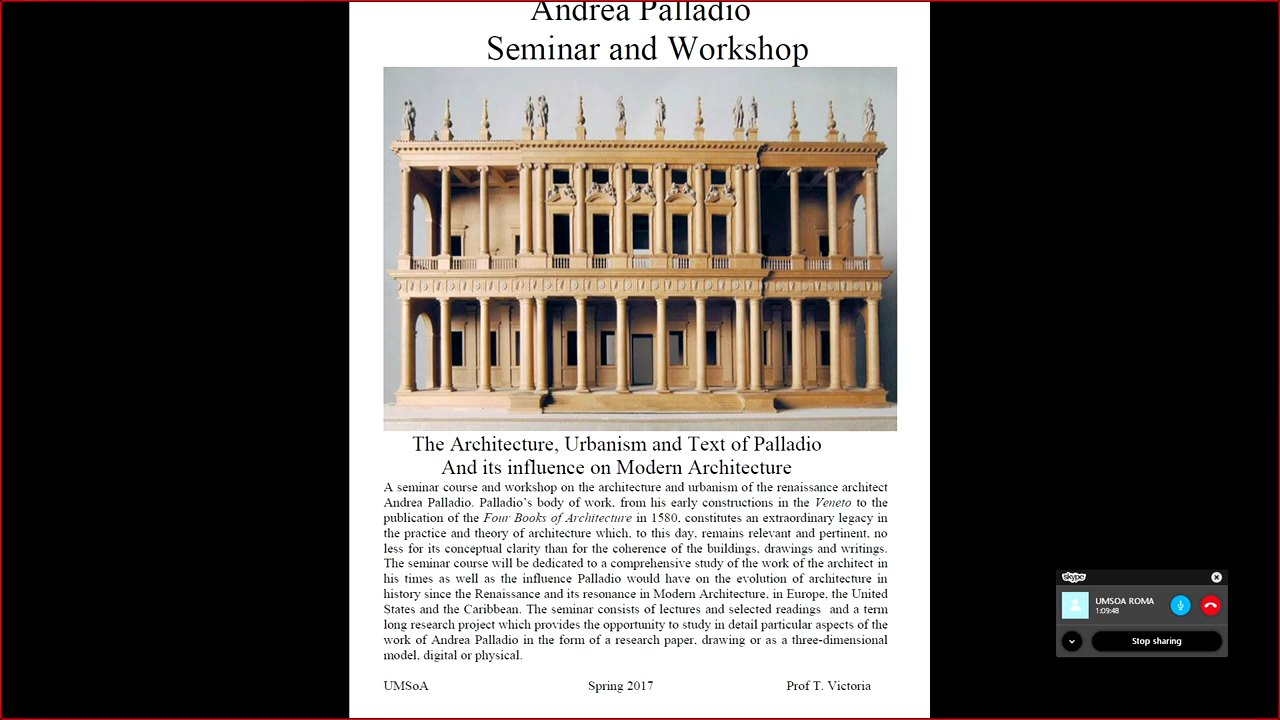 Andrea Palladio
Seminar and Workshop
The Architecture, Urbanism and Text of Palladio
And its influence on Modern Architecture
A seminar course and workshop on the architecture and urbanism of the renaissance architect
Andrea Palladio. Palladio’s body of work, from his early constructions in the Veneto to the
publication of the Four Books of Architecture in 1580, constitutes an extraordinary legacy in
the practice and theory of architecture which, to this day, remains relevant and pertinent, no
less for its conceptual clarity than for the coherence of the buildings, drawings and writings.
The seminar course will be dedicated to a comprehensive study of the work of the architect in
his times as well as the influence Palladio would have on the evolution of architecture in
history since the Renaissance and its resonance in Modern Architecture, in Europe, the United
States and the Caribbean. The seminar consists of lectures and selected readings and a term
long research project which provides the opportunity to study in detail particular aspects of the
work of Andrea Palladio in the form of a research paper, drawing or as a three-dimensional
model, digital or physical.
UMSoA Spring 2017 Prof T. Victoria
skype
UMSOA ROMA
1:09:48
Stop sharing